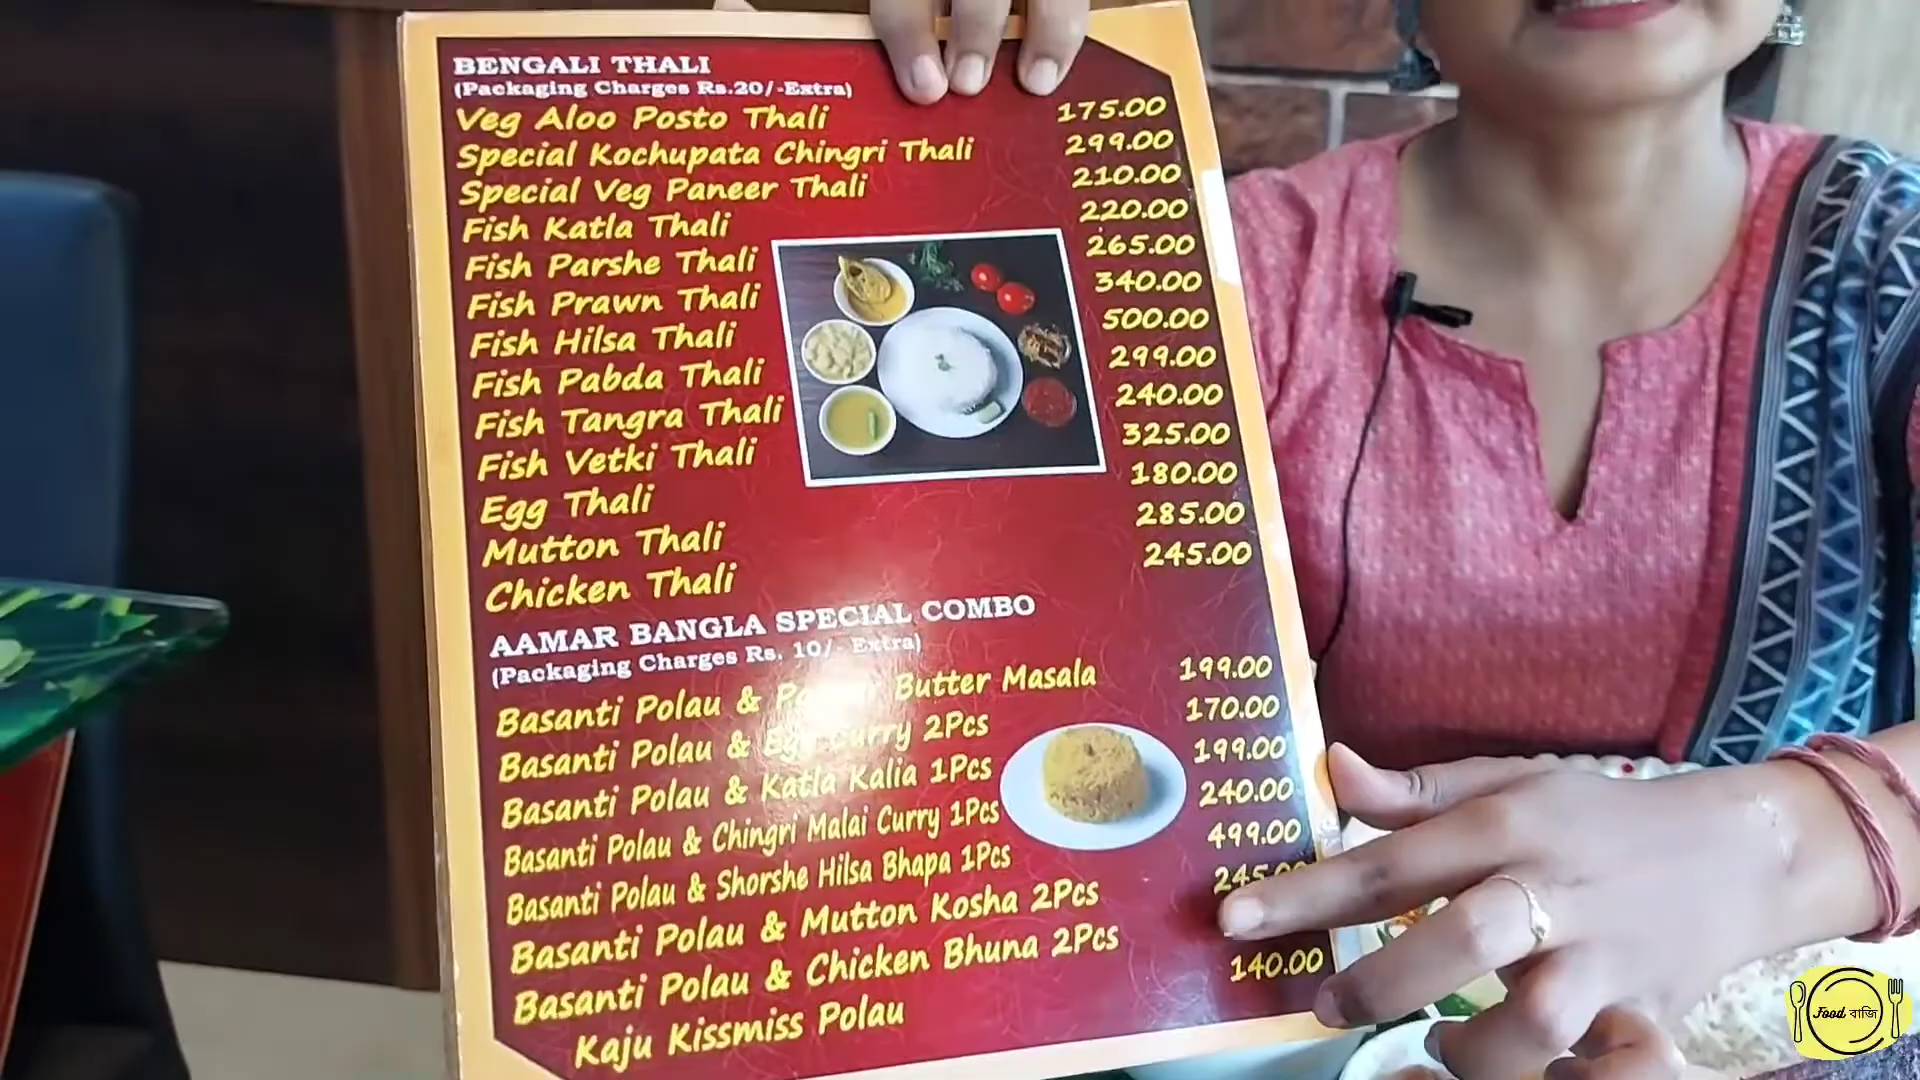 BENGALI THALI
(Packaging Charges Rs.20/-Extra)
Veg Aloo Posto Thali 175.00
Special Kochupata Chingri Thali 299.00
Special Veg Paneer Thali 210.00
Fish Katla Thali 220.00
Fish Parshe Thali 265.00
Fish Prawn Thali 340.00
Fish Hilsa Thali 500.00
Fish Pabda Thali 299.00
Fish Tangra Thali 240.00
Fish Vetki Thali 325.00
Egg Thali 180.00
Mutton Thali 285.00
Chicken Thali 245.00
AAMAR BANGLA SPECIAL COMBO
(Packaging Charges Rs. 10/- Extra)
Basanti Polau & Butter Masala 199.00
Basanti Polau & Egg Curry 2Pcs 170.00
Basanti Polau & Katla Kalia 1Pcs 199.00
Basanti Polau & Chingri Malai Curry 1Pcs 240.00
Basanti Polau & Shorshe Hilsa Bhapa 1Pcs 499.00
Basanti Polau & Mutton Kosha 2Pcs 245.00
Basanti Polau & Chicken Bhuna 2Pcs
Kaju Kissmiss Polau 140.00
Food বাজি